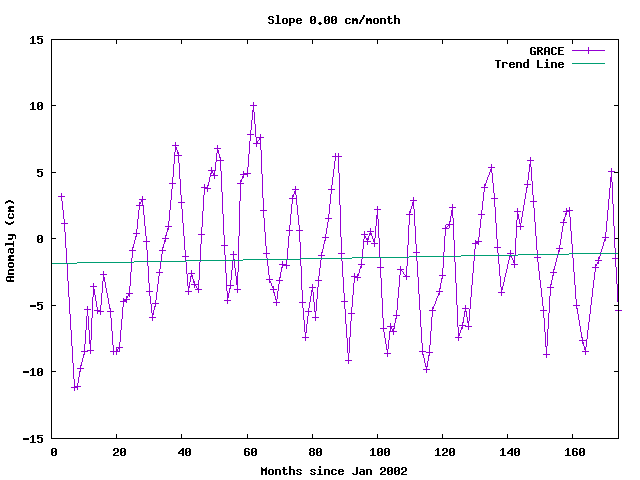 Slope 0.00 cm/month
GRACE
Trend Line
15
10
5
0
-5
-10
-15
Anomaly (cm)
0 20 40 60 80 100 120 140 160
Months since Jan 2002